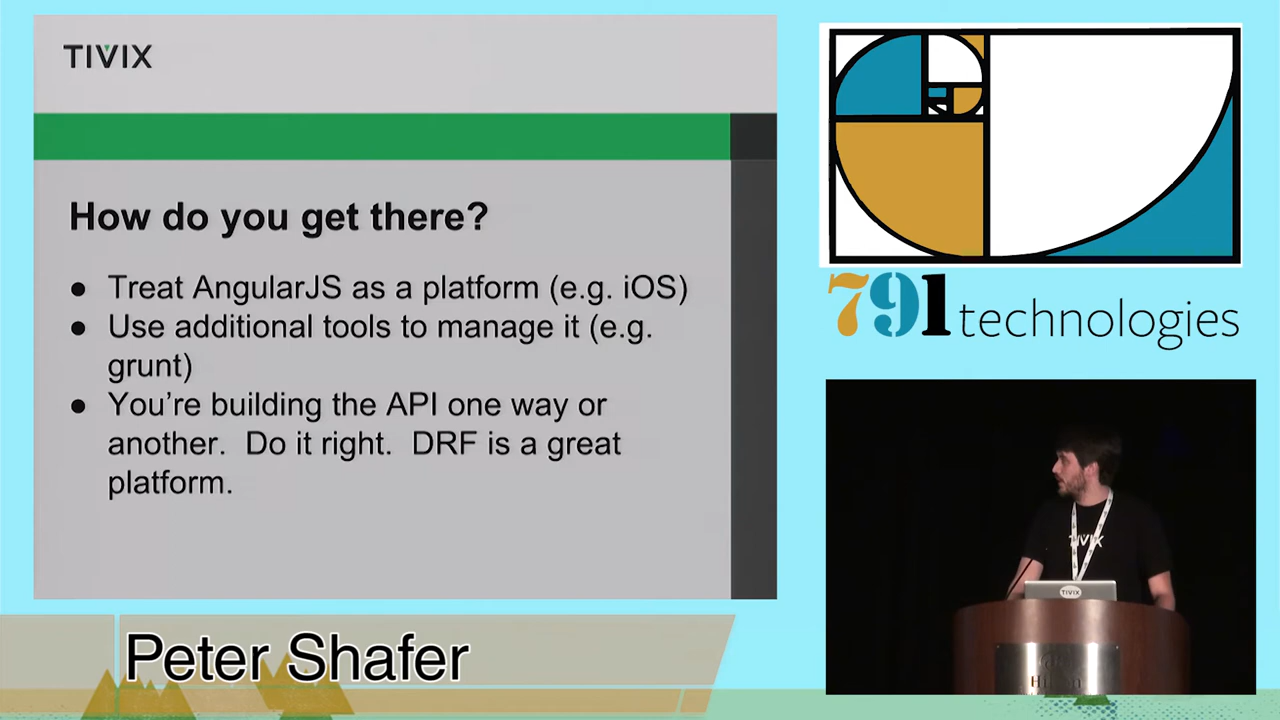 TIVIX
How do you get there?
● Treat AngularJS as a platform (e.g. iOS)
● Use additional tools to manage it (e.g.
grunt)
● You’re building the API one way or
another.  Do it right.  DRF is a great
platform.
791 technologies
TIVIX
TIVIX
Peter Shafer